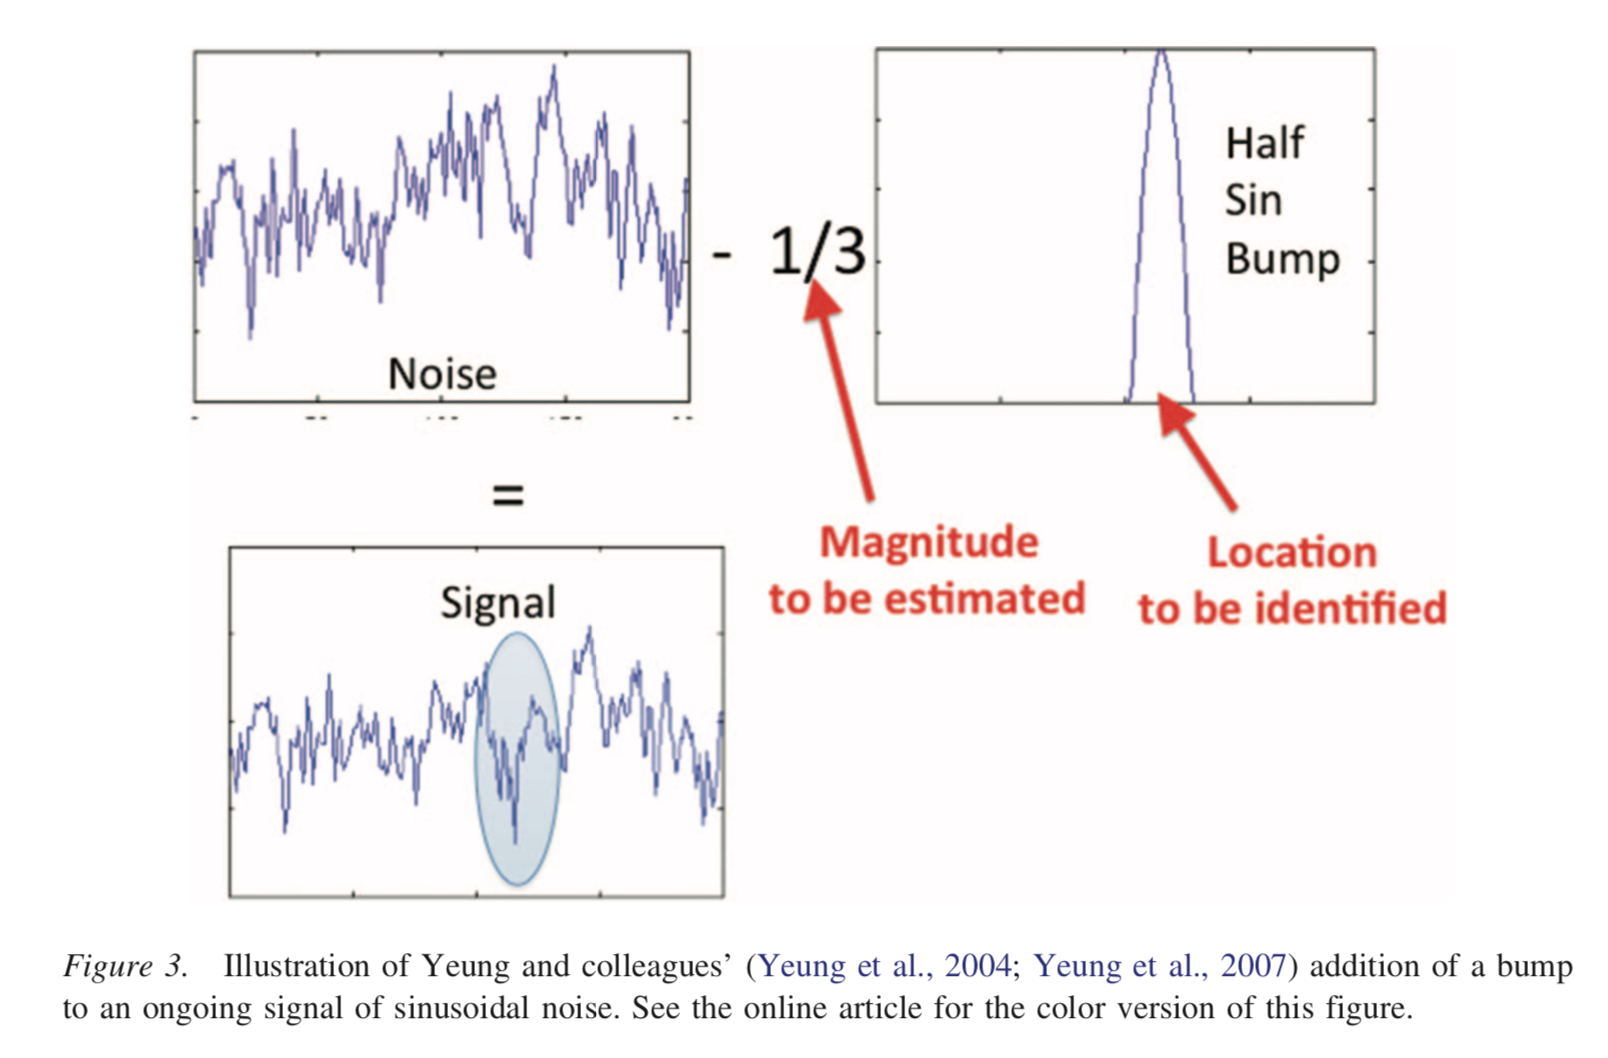 Noise
- 1/3
Half
Sin
Bump
=
Signal
Magnitude
to be estimated
Location
to be identified
Figure 3. Illustration of Yeung and colleagues’ (Yeung et al., 2004; Yeung et al., 2007) addition of a bump
to an ongoing signal of sinusoidal noise. See the online article for the color version of this figure.